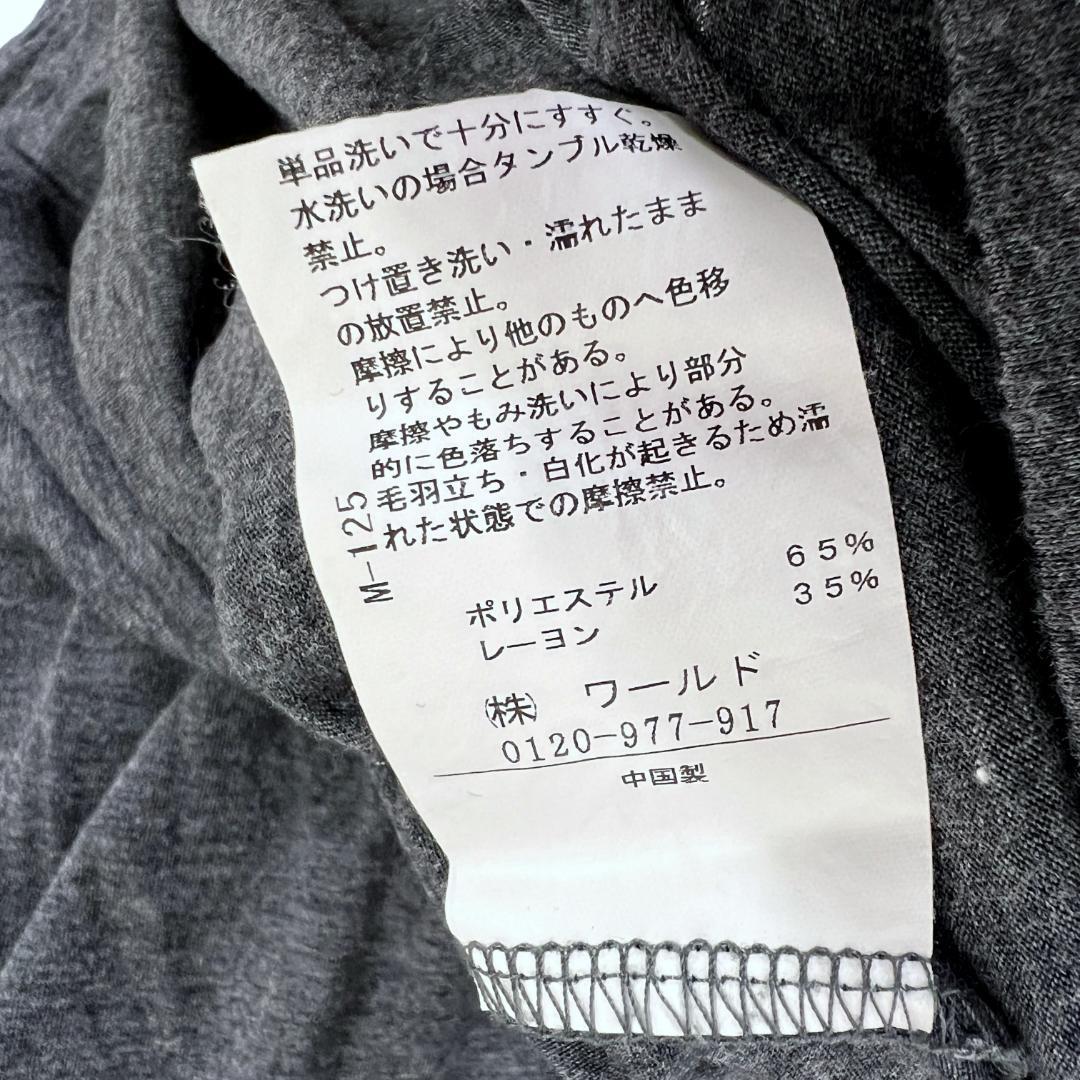 単品洗いで十分にすすぐ。
水洗いの場合タンブル乾燥
禁止。
つけ置き洗い・濡れたまま
の放置禁止。
摩擦により他のものへ色移
りすることがある。
摩擦やもみ洗いにより部分
的に色落ちすることがある。
毛羽立ち・白化が起きるため濡
れた状態での摩擦禁止。
M-125
ポリエステル 65%
レーヨン 35%
㈱ ワールド
0120-977-917
中国製